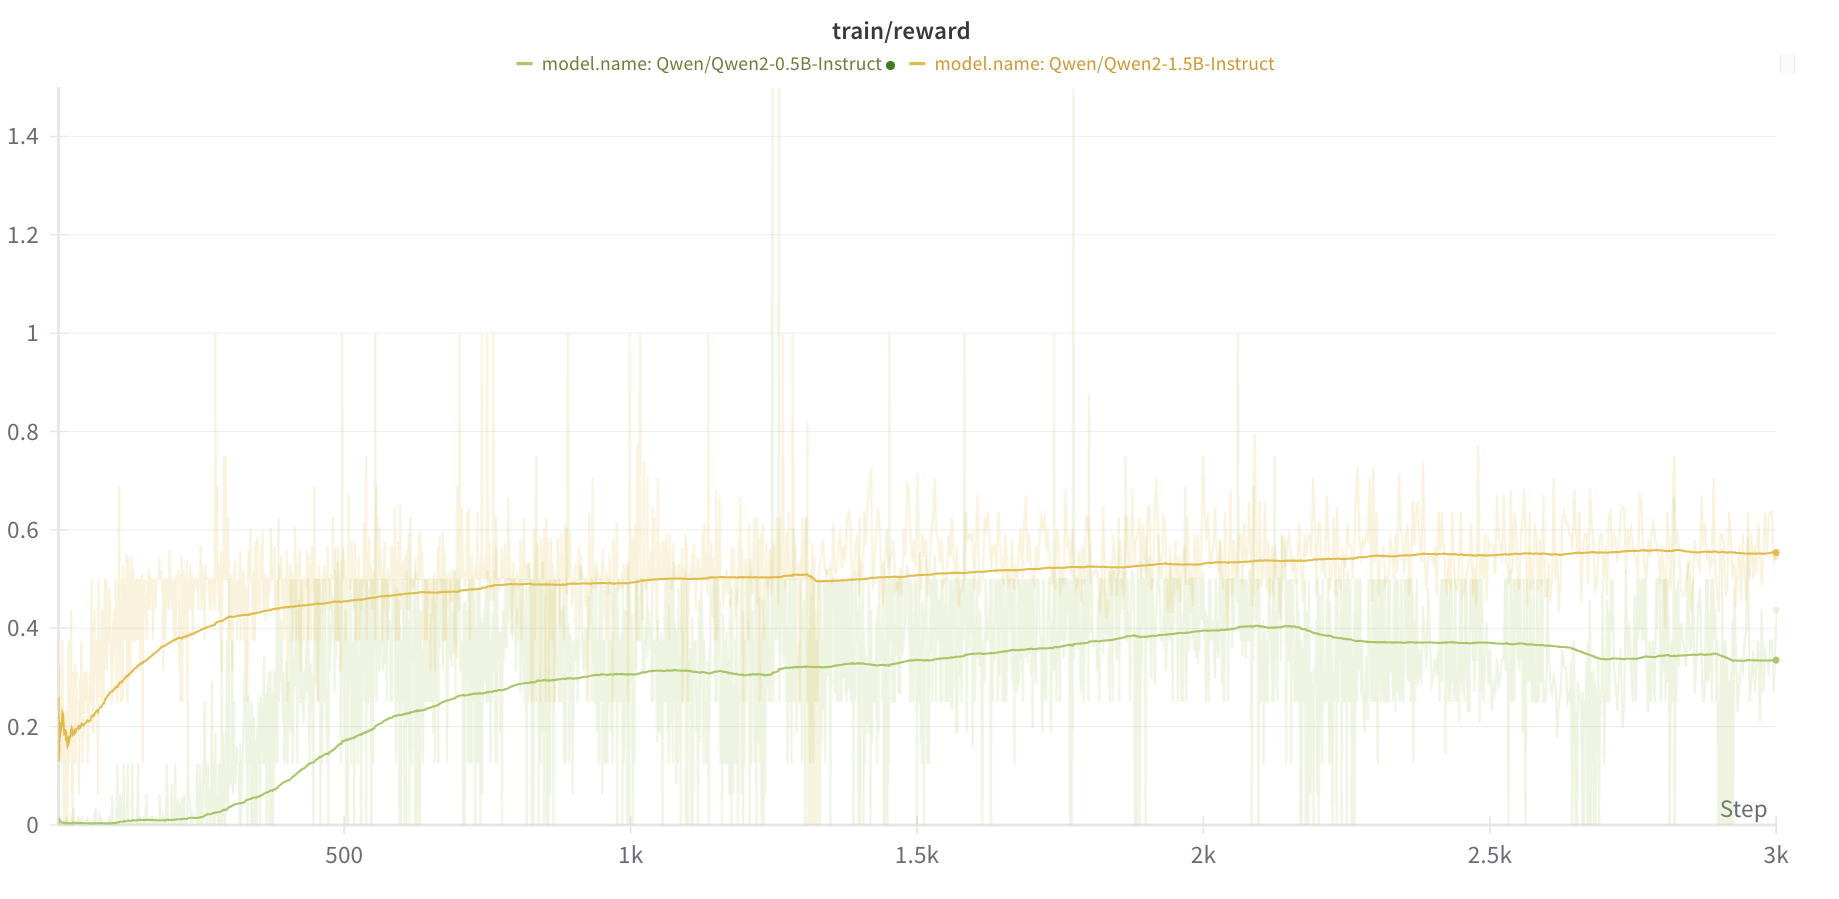 train/reward
model.name: Qwen/Qwen2-0.5B-Instruct model.name: Qwen/Qwen2-1.5B-Instruct
1.4
1.2
1
0.8
0.6
0.4
0.2
0
Step
500 1k 1.5k 2k 2.5k 3k